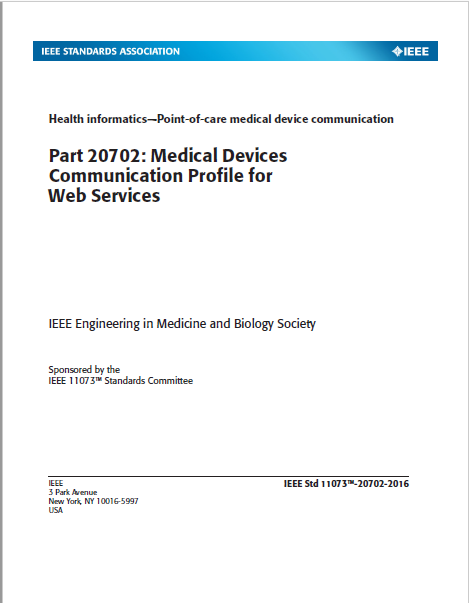 IEEE STANDARDS ASSOCIATION
IEEE
Health informatics—Point-of-care medical device communication
Part 20702: Medical Devices
Communication Profile for
Web Services
IEEE Engineering in Medicine and Biology Society
Sponsored by the
IEEE 11073™ Standards Committee
IEEE
3 Park Avenue
New York, NY 10016-5997
USA
IEEE Std 11073™-20702-2016